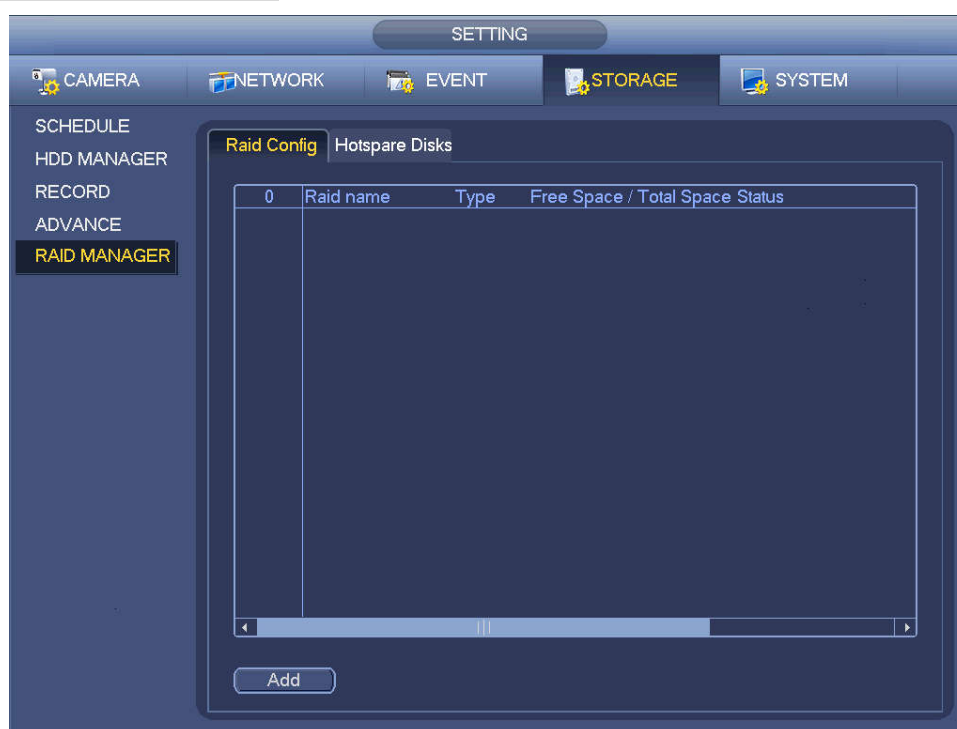 SETTING
CAMERA NETWORK EVENT STORAGE SYSTEM
SCHEDULE
HDD MANAGER
RECORD
ADVANCE
RAID MANAGER
Raid Config Hotspare Disks
0 Raid name Type Free Space / Total Space Status
Add